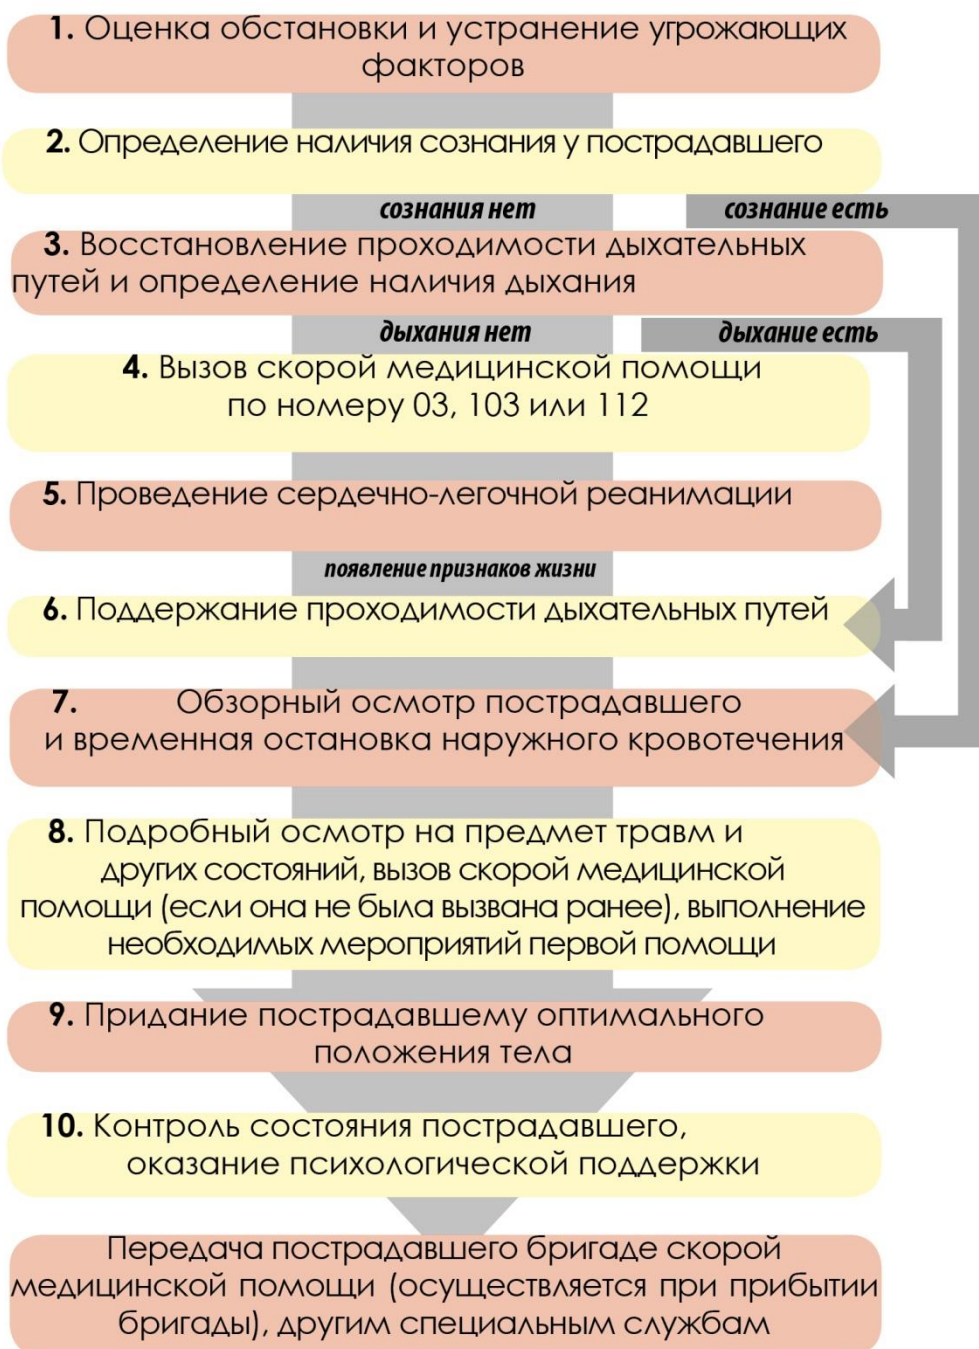 1. Оценка обстановки и устранение угрожающих
факторов
2. Определение наличия сознания у пострадавшего
сознания нет
сознание есть
3. Восстановление проходимости дыхательных
путей и определение наличия дыхания
дыхания нет
дыхание есть
4. Вызов скорой медицинской помощи
по номеру 03, 103 или 112
5. Проведение сердечно-легочной реанимации
появление признаков жизни
6. Поддержание проходимости дыхательных путей
7. Обзорный осмотр пострадавшего
и временная остановка наружного кровотечения
8. Подробный осмотр на предмет травм и
других состояний, вызов скорой медицинской
помощи (если она не была вызвана ранее), выполнение
необходимых мероприятий первой помощи
9. Придание пострадавшему оптимального
положения тела
10. Контроль состояния пострадавшего,
оказание психологической поддержки
Передача пострадавшего бригаде скорой
медицинской помощи (осуществляется при прибытии
бригады), другим специальным службам